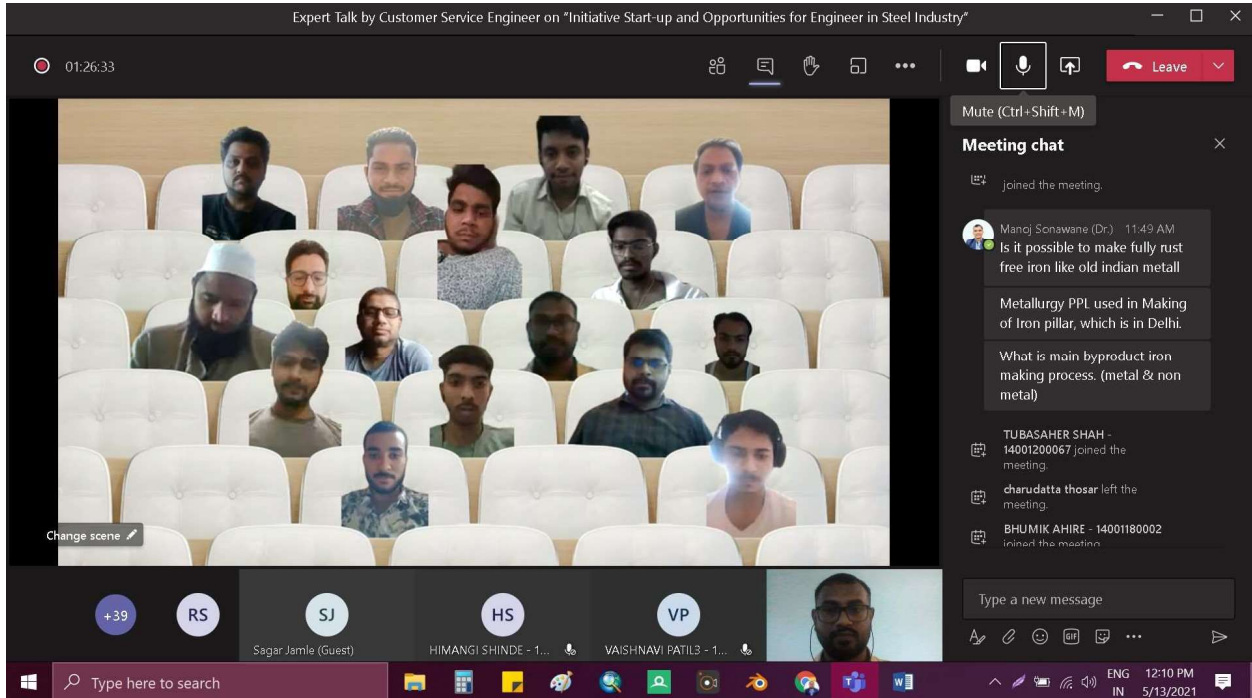 Expert Talk by Customer Service Engineer on "Initiative Start-up and Opportunities for Engineer in Steel Industry"
01:26:33
Leave
Mute (Ctrl+Shift+M)
Meeting chat
joined the meeting.
Manoj Sonawane (Dr.) 11:49 AM
Is it possible to make fully rust
free iron like old indian metall
Metallurgy PPL used in Making
of Iron pillar, which is in Delhi.
What is main byproduct iron
making process. (metal & non
metal)
TUBASAHER SHAH -
14001200067 joined the
meeting.
charudatta thosar left the
meeting.
BHUMIK AHIRE - 14001180002
joined the meeting
Change scene
+39
RS
SJ
Sagar Jamle (Guest)
HS
HIMANGI SHINDE - 1...
VP
VAISHNAVI PATIL3 - 1...
Type a new message
GIF
Type here to search
ENG
IN
12:10 PM
5/13/2021